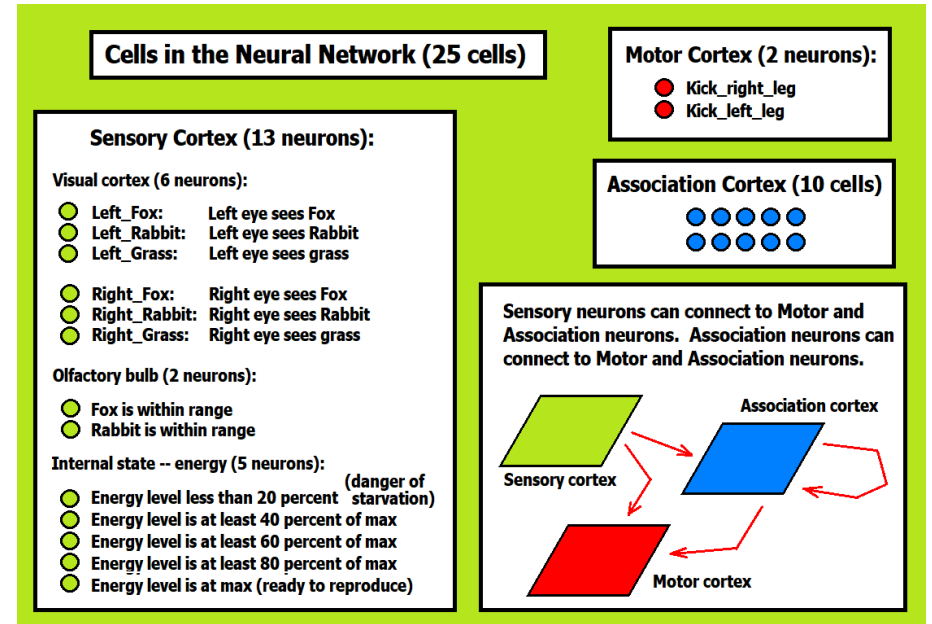 Cells in the Neural Network (25 cells)
Motor Cortex (2 neurons):
Kick_right_leg
Kick_left_leg
Sensory Cortex (13 neurons):
Visual cortex (6 neurons):
Left_Fox: Left eye sees Fox
Left_Rabbit: Left eye sees Rabbit
Left_Grass: Left eye sees grass
Right_Fox: Right eye sees Fox
Right_Rabbit: Right eye sees Rabbit
Right_Grass: Right eye sees grass
Olfactory bulb (2 neurons):
Fox is within range
Rabbit is within range
Internal state -- energy (5 neurons):
Energy level less than 20 percent (danger of starvation)
Energy level is at least 40 percent of max
Energy level is at least 60 percent of max
Energy level is at least 80 percent of max
Energy level is at max (ready to reproduce)
Association Cortex (10 cells)
Sensory neurons can connect to Motor and
Association neurons. Association neurons can
connect to Motor and Association neurons.
Association cortex
Sensory cortex
Motor cortex